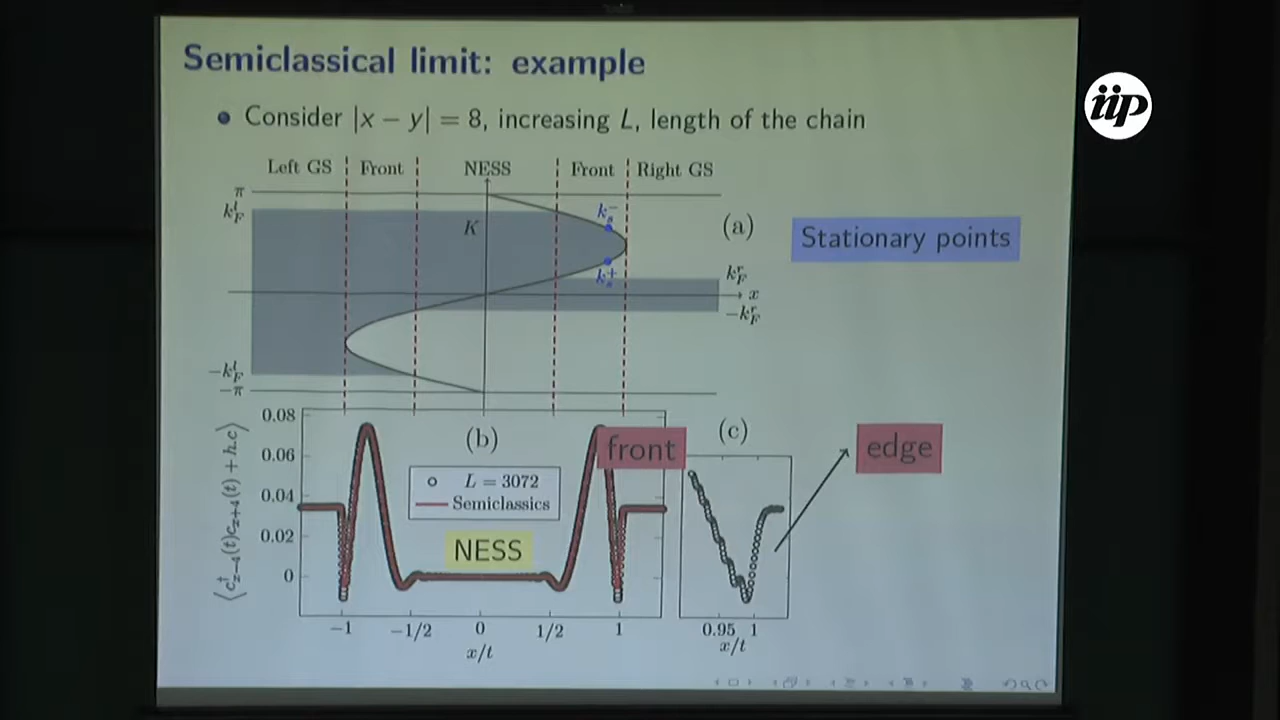 Semiclassical limit: example
iip
Consider |x − y| = 8, increasing L, length of the chain
Left GS Front NESS Front Right GS
π
k_F^l
K
k_s^-
(a)
Stationary points
k_s^+
k_F^r
x
−k_F^r
−k_F^l
−π
0.08
(b)
front
(c)
edge
0.06
L = 3072
0.04
Semiclassics
0.02
NESS
0
⟨c†_{x−4}(t)c_{x+4}(t) + h.c⟩
−1 −1/2 0 1/2 1
x/t
0.95 1
x/t